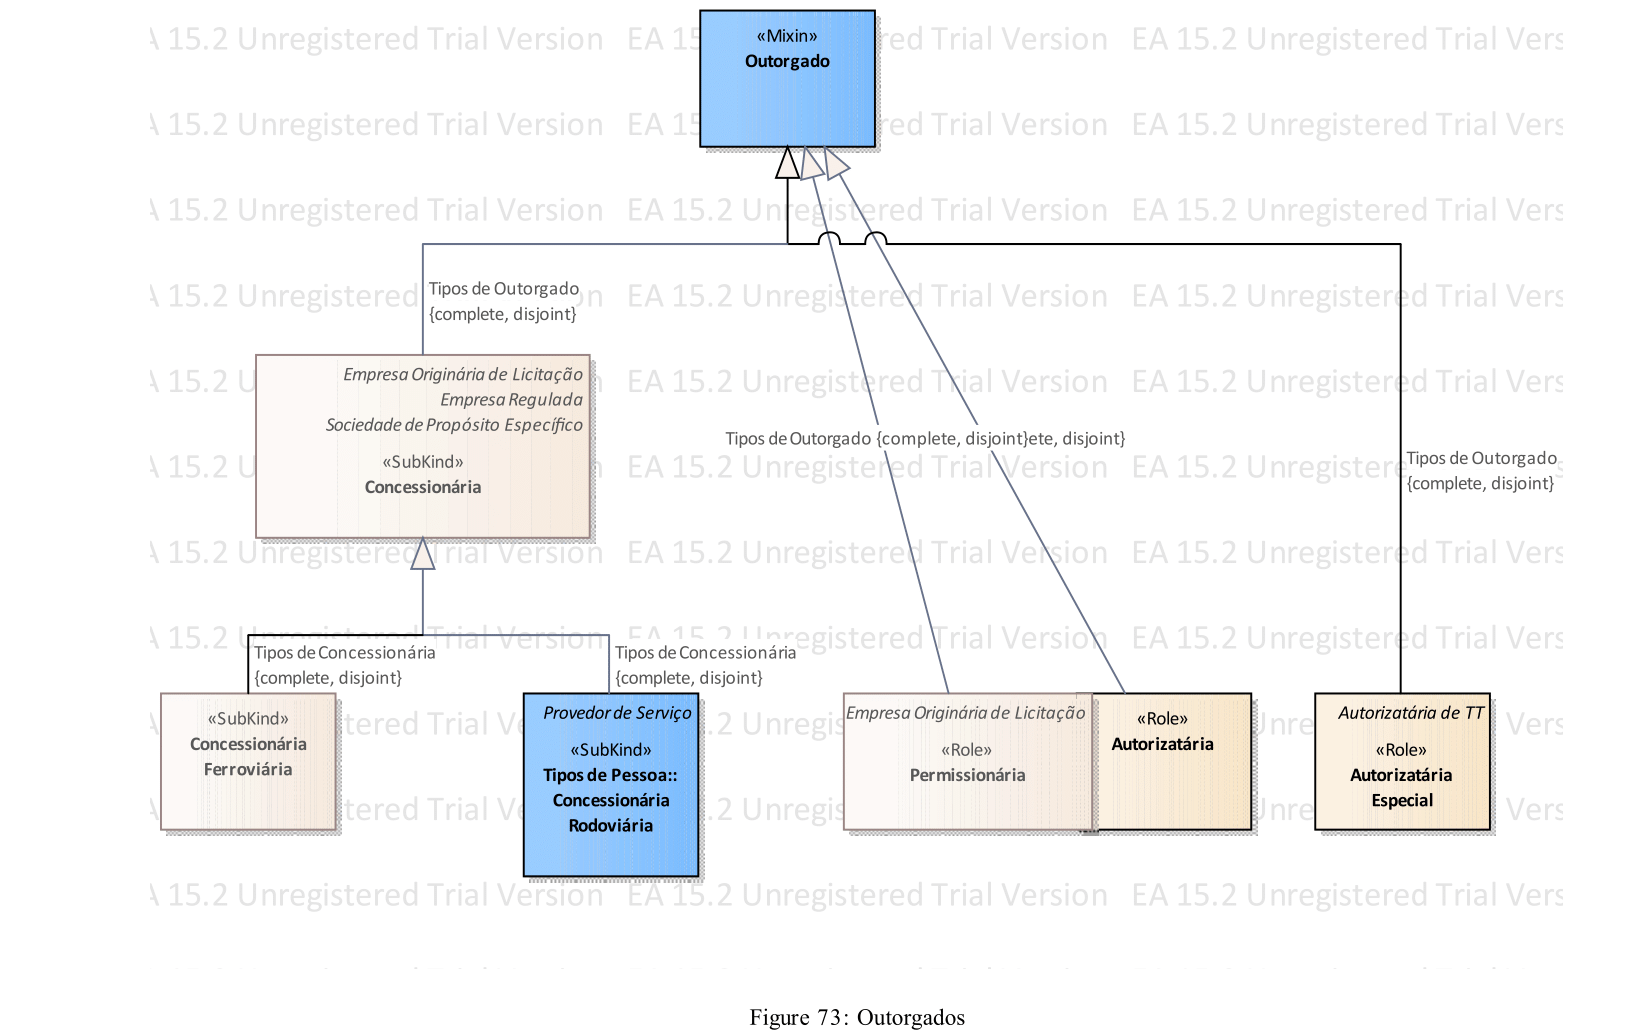 «Mixin»
Outorgado
Tipos de Outorgado
{complete, disjoint}
Empresa Originária de Licitação
Empresa Regulada
Sociedade de Propósito Específico
«SubKind»
Concessionária
Tipos de Outorgado {complete, disjoint}ete, disjoint}
Tipos de Outorgado
{complete, disjoint}
Tipos de Concessionária
{complete, disjoint}
Tipos de Concessionária
{complete, disjoint}
«SubKind»
Concessionária
Ferroviária
Provedor de Serviço
«SubKind»
Tipos de Pessoa::
Concessionária
Rodoviária
Empresa Originária de Licitação
«Role»
Permissionária
«Role»
Autorizatária
Autorizatária de TT
«Role»
Autorizatária
Especial
EA 15.2 Unregistered Trial Version
Figure 73: Outorgados